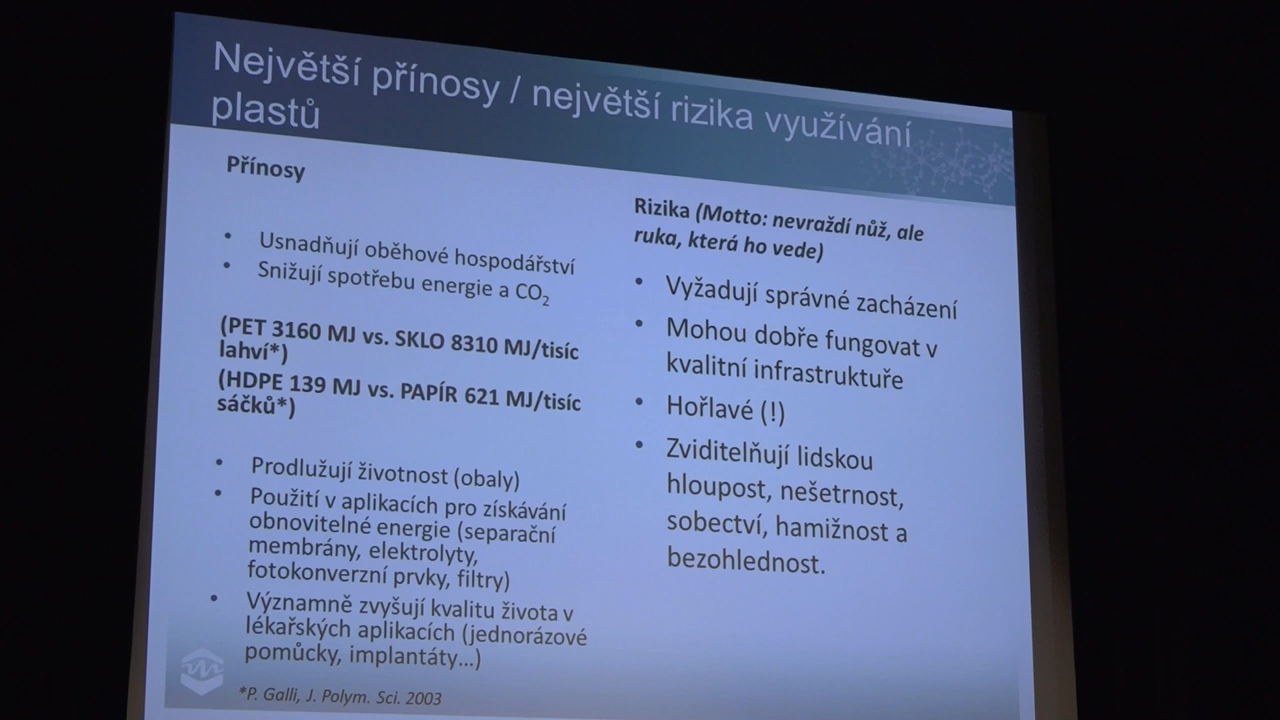 Největší přínosy / největší rizika využívání
plastů
Přínosy
• Usnadňují oběhové hospodářství
• Snižují spotřebu energie a CO₂
(PET 3160 MJ vs. SKLO 8310 MJ/tisíc
lahví*)
(HDPE 139 MJ vs. PAPÍR 621 MJ/tisíc
sáčků*)
• Prodlužují životnost (obaly)
• Použití v aplikacích pro získávání
obnovitelné energie (separační
membrány, elektrolyty,
fotokonverzní prvky, filtry)
• Významně zvyšují kvalitu života v
lékařských aplikacích (jednorázové
pomůcky, implantáty...)
*P. Galli, J. Polym. Sci. 2003
Rizika (Motto: nevraždí nůž, ale
ruka, která ho vede)
• Vyžadují správné zacházení
• Mohou dobře fungovat v
kvalitní infrastruktuře
• Hořlavé (!)
• Zviditelňují lidskou
hloupost, nešetrnost,
sobectví, hamižnost a
bezohlednost.